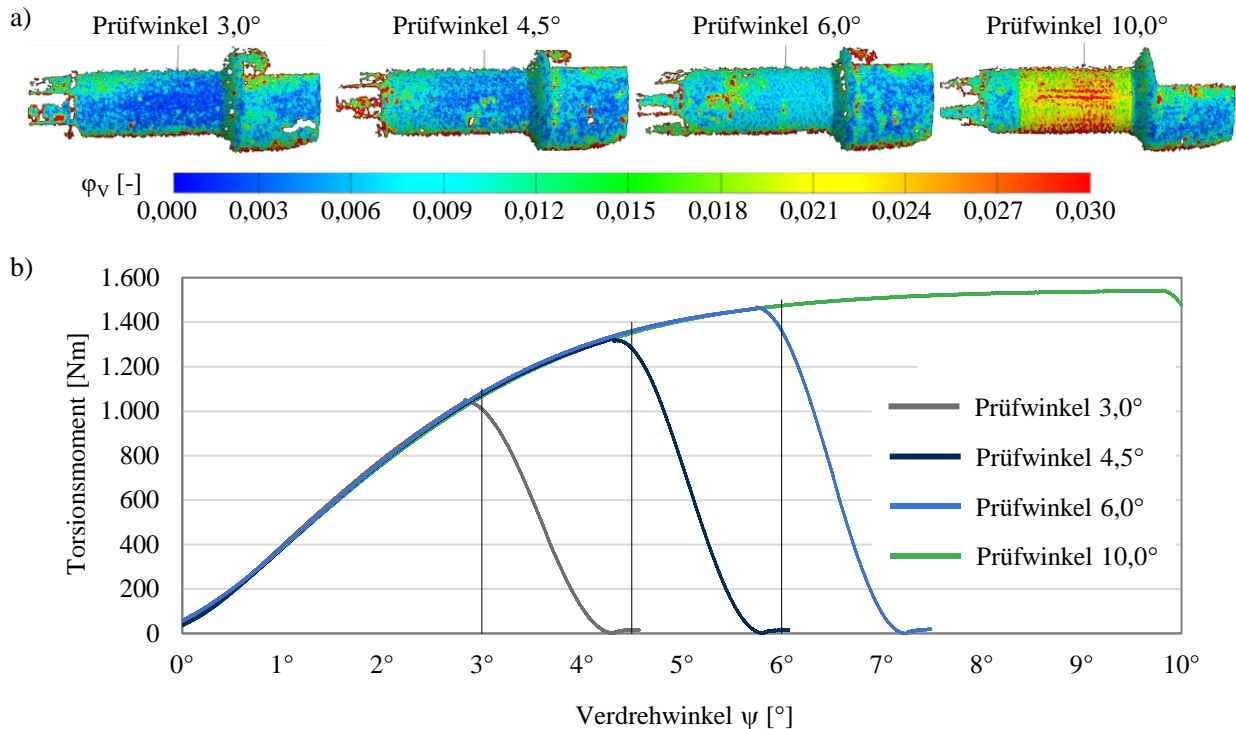 a)
Prüfwinkel 3,0° Prüfwinkel 4,5° Prüfwinkel 6,0° Prüfwinkel 10,0°
φV [-]
0,000 0,003 0,006 0,009 0,012 0,015 0,018 0,021 0,024 0,027 0,030
b)
Torsionsmoment [Nm]
1.600
1.400
1.200
1.000
800
600
400
200
0
Prüfwinkel 3,0°
Prüfwinkel 4,5°
Prüfwinkel 6,0°
Prüfwinkel 10,0°
0° 1° 2° 3° 4° 5° 6° 7° 8° 9° 10°
Verdrehwinkel ψ [°]